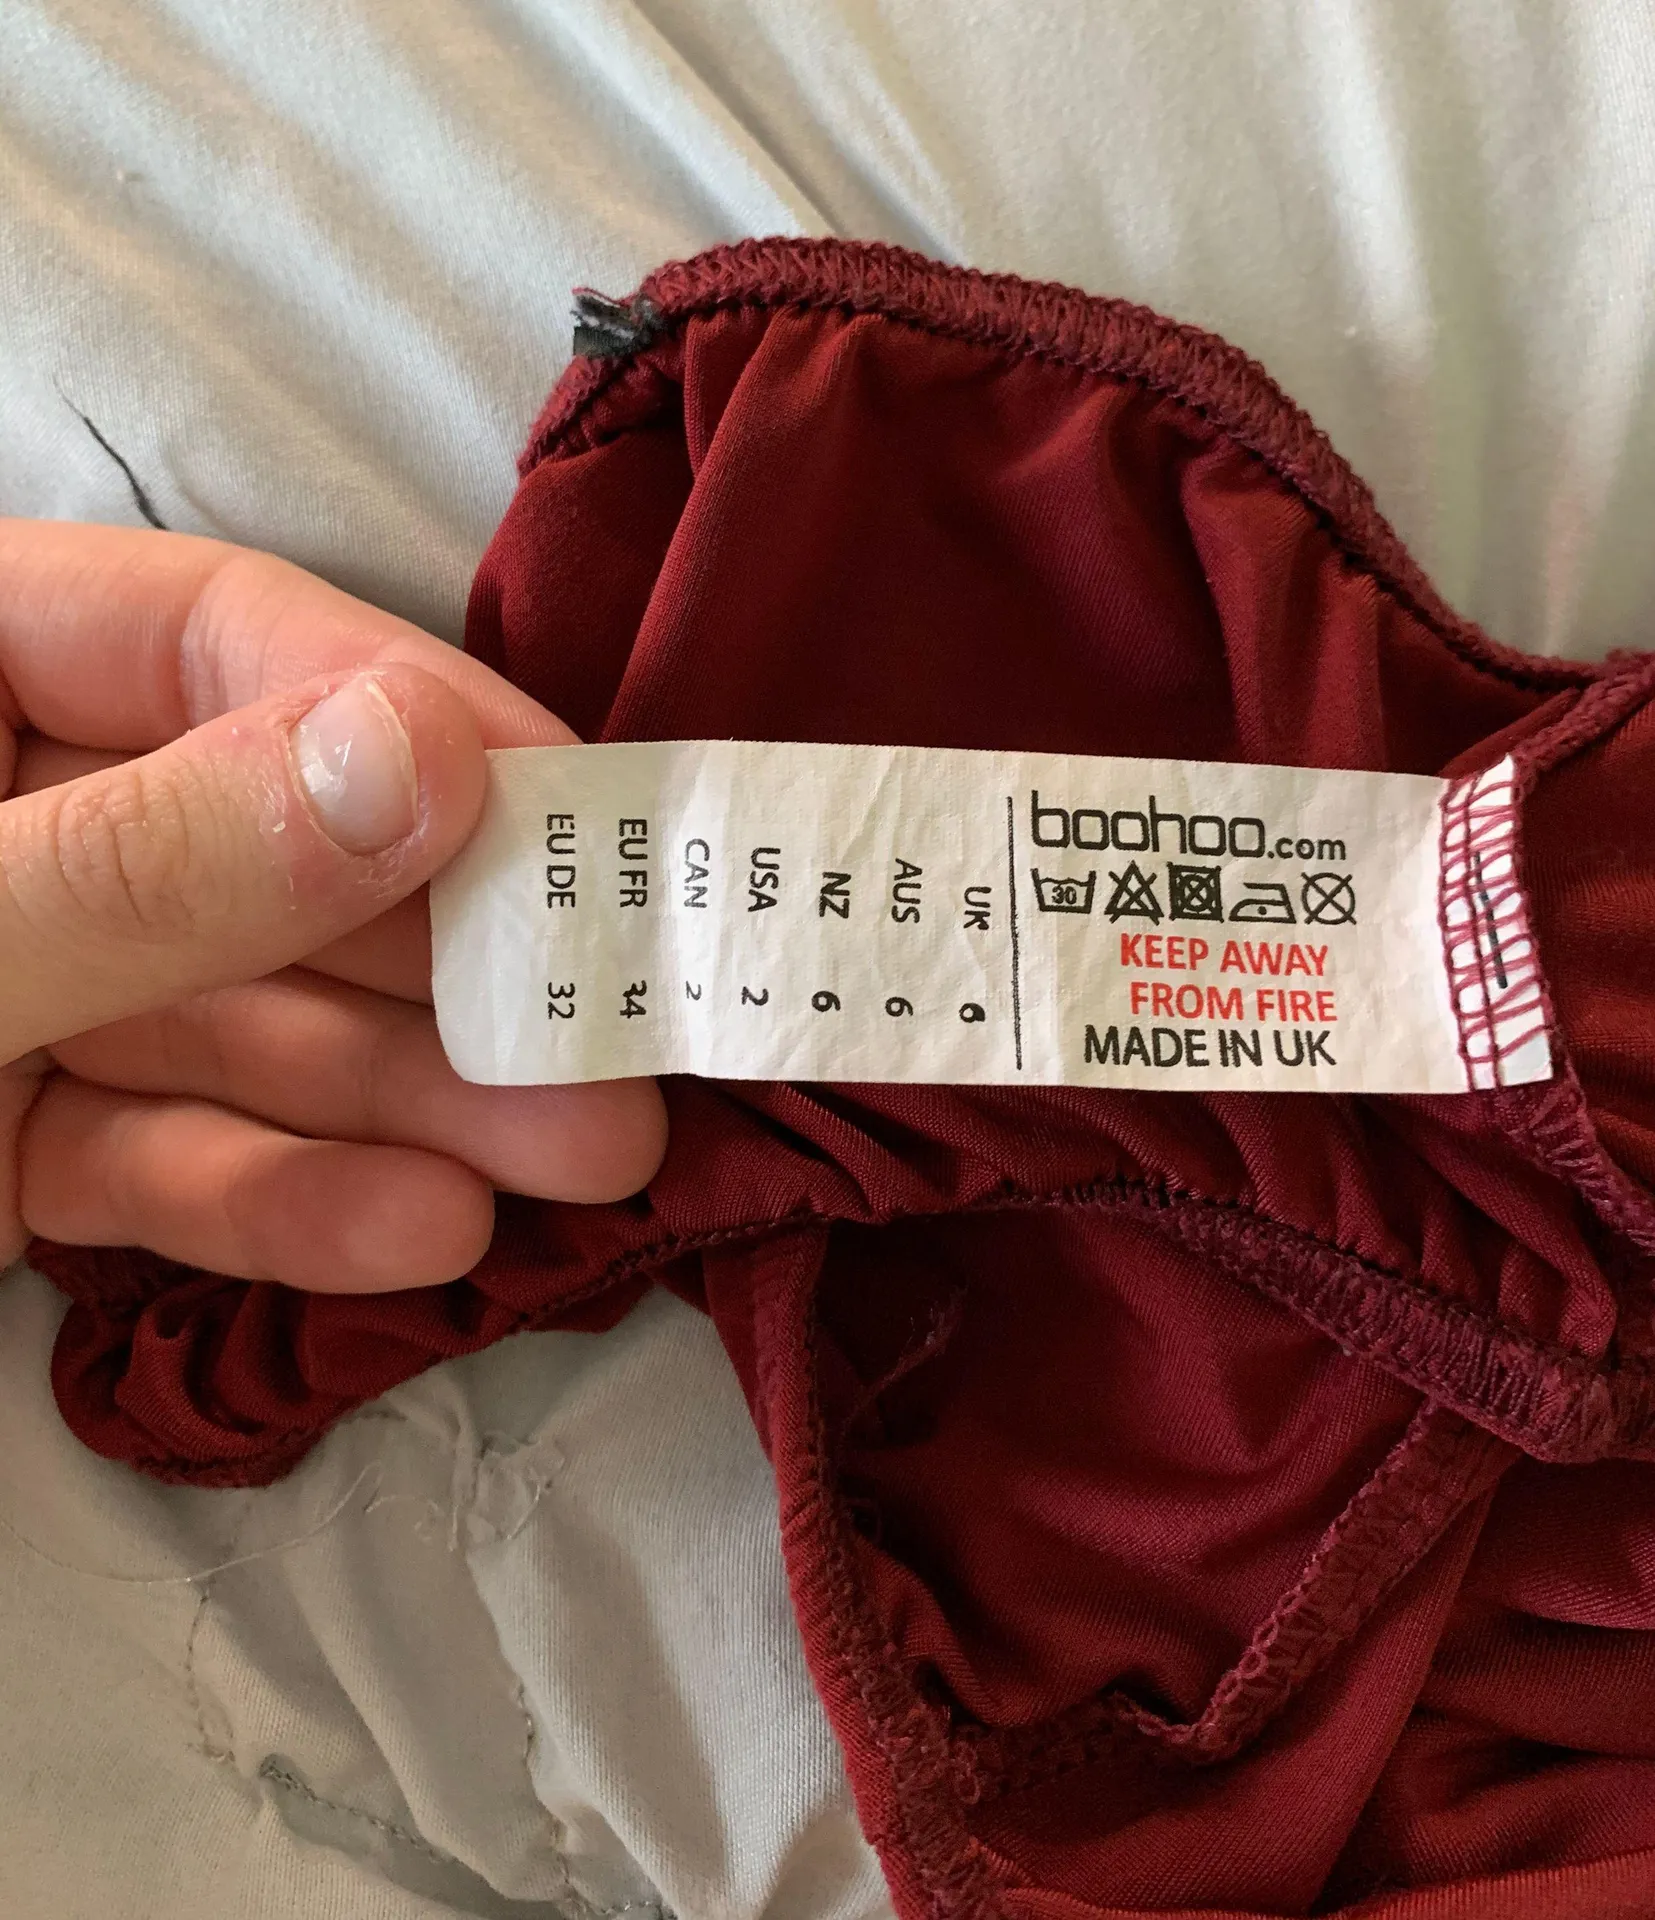 boohoo.com
30
KEEP AWAY
FROM FIRE
MADE IN UK
UK 6
AUS 6
NZ 6
USA 2
CAN 2
EU FR 34
EU DE 32